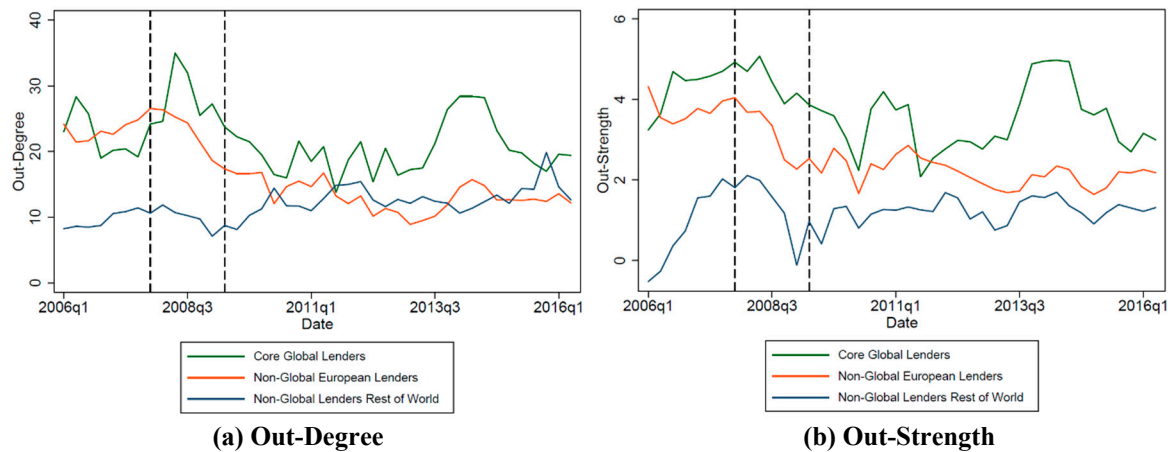 40
30
20
10
0
Out-Degree
2006q1 2008q3 2011q1 2013q3 2016q1
Date
Core Global Lenders
Non-Global European Lenders
Non-Global Lenders Rest of World
(a) Out-Degree
6
4
2
0
Out-Strength
2006q1 2008q3 2011q1 2013q3 2016q1
Date
Core Global Lenders
Non-Global European Lenders
Non-Global Lenders Rest of World
(b) Out-Strength